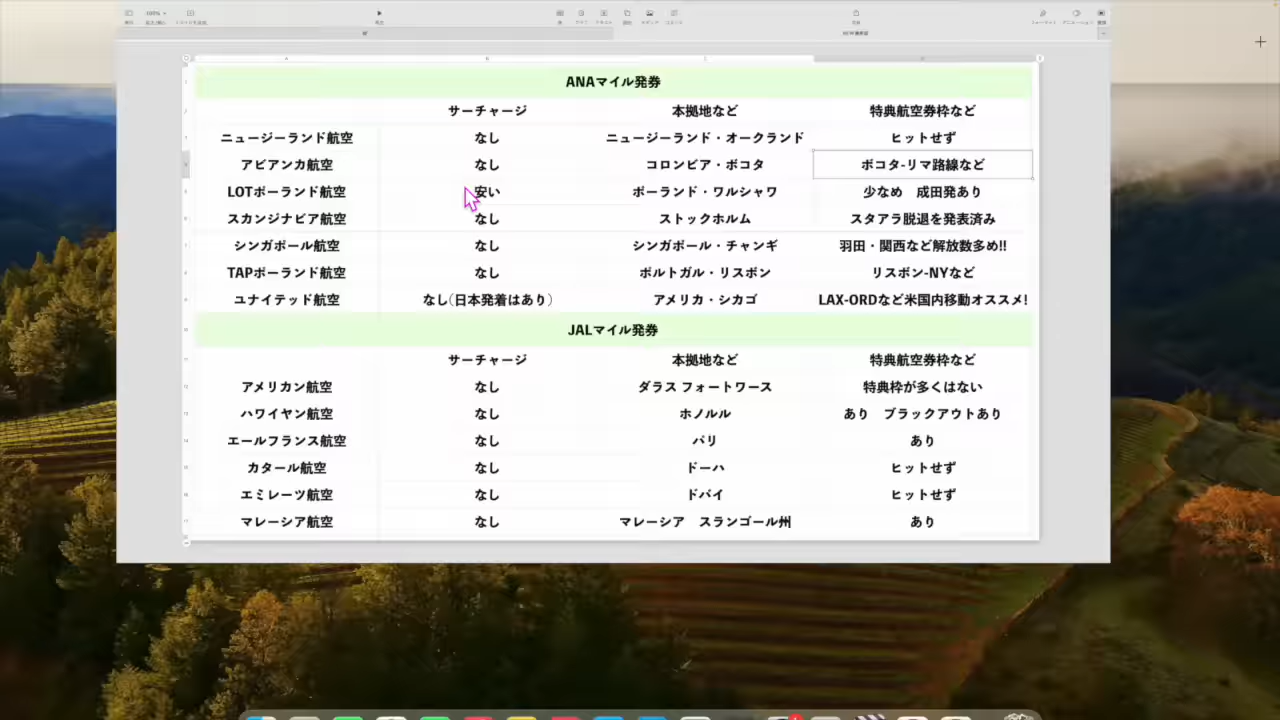 ANAマイル発券
サーチャージ 本拠地など 特典航空券枠など
ニュージーランド航空 なし ニュージーランド・オークランド ヒットせず
アビアンカ航空 なし コロンビア・ボコタ ボコタ-リマ路線など
LOTポーランド航空 安い ポーランド・ワルシャワ 少なめ 成田発あり
スカンジナビア航空 なし ストックホルム スタアラ脱退を発表済み
シンガポール航空 なし シンガポール・チャンギ 羽田・関西など解放数多め!!
TAPポーランド航空 なし ポルトガル・リスボン リスボン-NYなど
ユナイテッド航空 なし(日本発着はあり) アメリカ・シカゴ LAX-ORDなど米国内移動オススメ!
JALマイル発券
サーチャージ 本拠地など 特典航空券枠など
アメリカン航空 なし ダラス フォートワース 特典枠が多くはない
ハワイヤン航空 なし ホノルル あり ブラックアウトあり
エールフランス航空 なし パリ あり
カタール航空 なし ドーハ ヒットせず
エミレーツ航空 なし ドバイ ヒットせず
マレーシア航空 なし マレーシア スランゴール州 あり